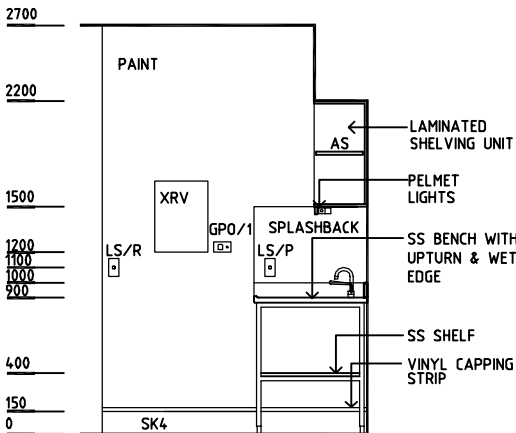 2700
PAINT
2200
LAMINATED
SHELVING UNIT
AS
PELMET
LIGHTS
XRV
1500
GPO/1
SPLASHBACK
SS BENCH WITH
UPTURN & WET
EDGE
1200
LS/R
LS/P
1100
1000
900
SS SHELF
400
VINYL CAPPING
STRIP
150
0
SK4